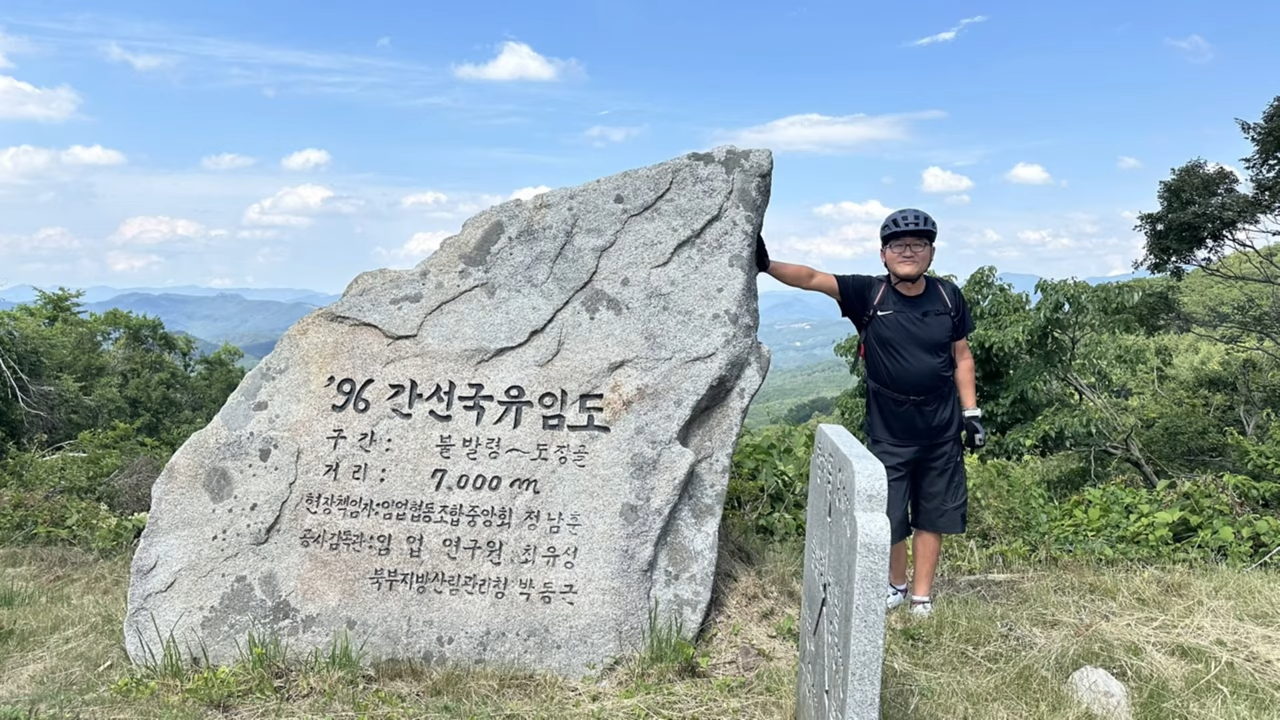 '96 간선국유임도
구 간 : 불발령~도장골
거 리 : 7.000m
현장책임자:임업협동조합중앙회 정남훈
공사감독관:임 업 연구원 최유성
북부지방산림관리청 박동근